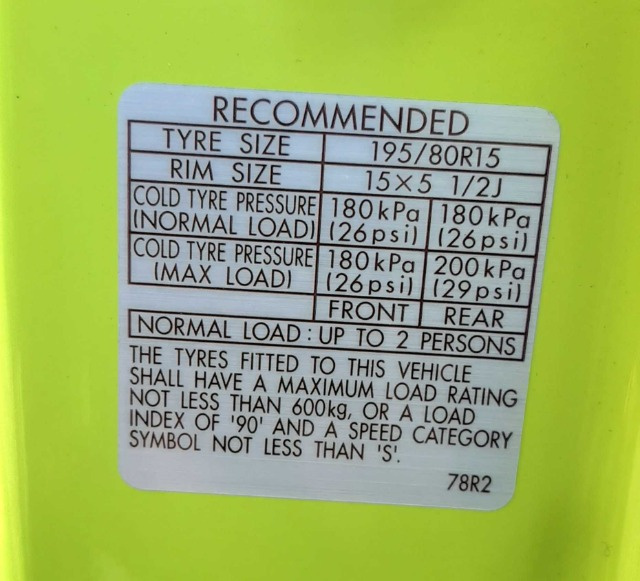 RECOMMENDED
TYRE SIZE 195/80R15
RIM SIZE 15×5 1/2J
COLD TYRE PRESSURE 180kPa 180kPa
(NORMAL LOAD) (26psi) (26psi)
COLD TYRE PRESSURE 180kPa 200kPa
(MAX LOAD) (26psi) (29psi)
FRONT REAR
NORMAL LOAD : UP TO 2 PERSONS
THE TYRES FITTED TO THIS VEHICLE
SHALL HAVE A MAXIMUM LOAD RATING
NOT LESS THAN 600kg, OR A LOAD
INDEX OF '90' AND A SPEED CATEGORY
SYMBOL NOT LESS THAN 'S'.
78R2